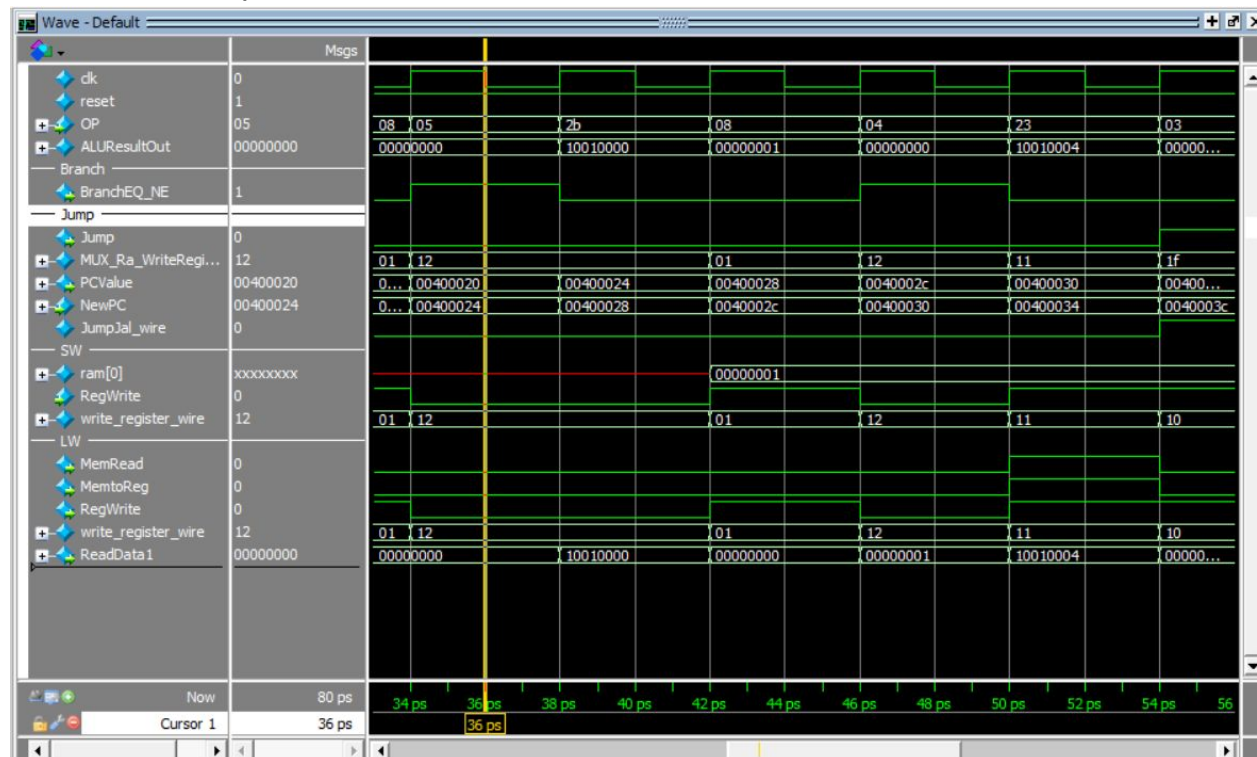 Wave - Default
Msgs
clk 0
reset 1
OP 05 08 05 2b 08 04 23 03
ALUResultOut 00000000 00000000 10010000 00000001 00000000 10010004 00000...
Branch
BranchEQ_NE 1
Jump
Jump 0
MUX_Ra_WriteRegi... 12 01 12 01 12 11 1f
PCValue 00400020 0... 00400020 00400024 00400028 0040002c 00400030 00400...
NewPC 00400024 0... 00400024 00400028 0040002c 00400030 00400034 0040003c
JumpJal_wire 0
SW
ram[0] xxxxxxxx 00000001
RegWrite 0
write_register_wire 12 01 12 01 12 11 10
LW
MemRead 0
MemtoReg 0
RegWrite 0
write_register_wire 12 01 12 01 12 11 10
ReadData1 00000000 00000000 10010000 00000000 00000001 10010004 00000...
Now 80 ps 34 ps 36 ps 38 ps 40 ps 42 ps 44 ps 46 ps 48 ps 50 ps 52 ps 54 ps 56
Cursor 1 36 ps 36 ps